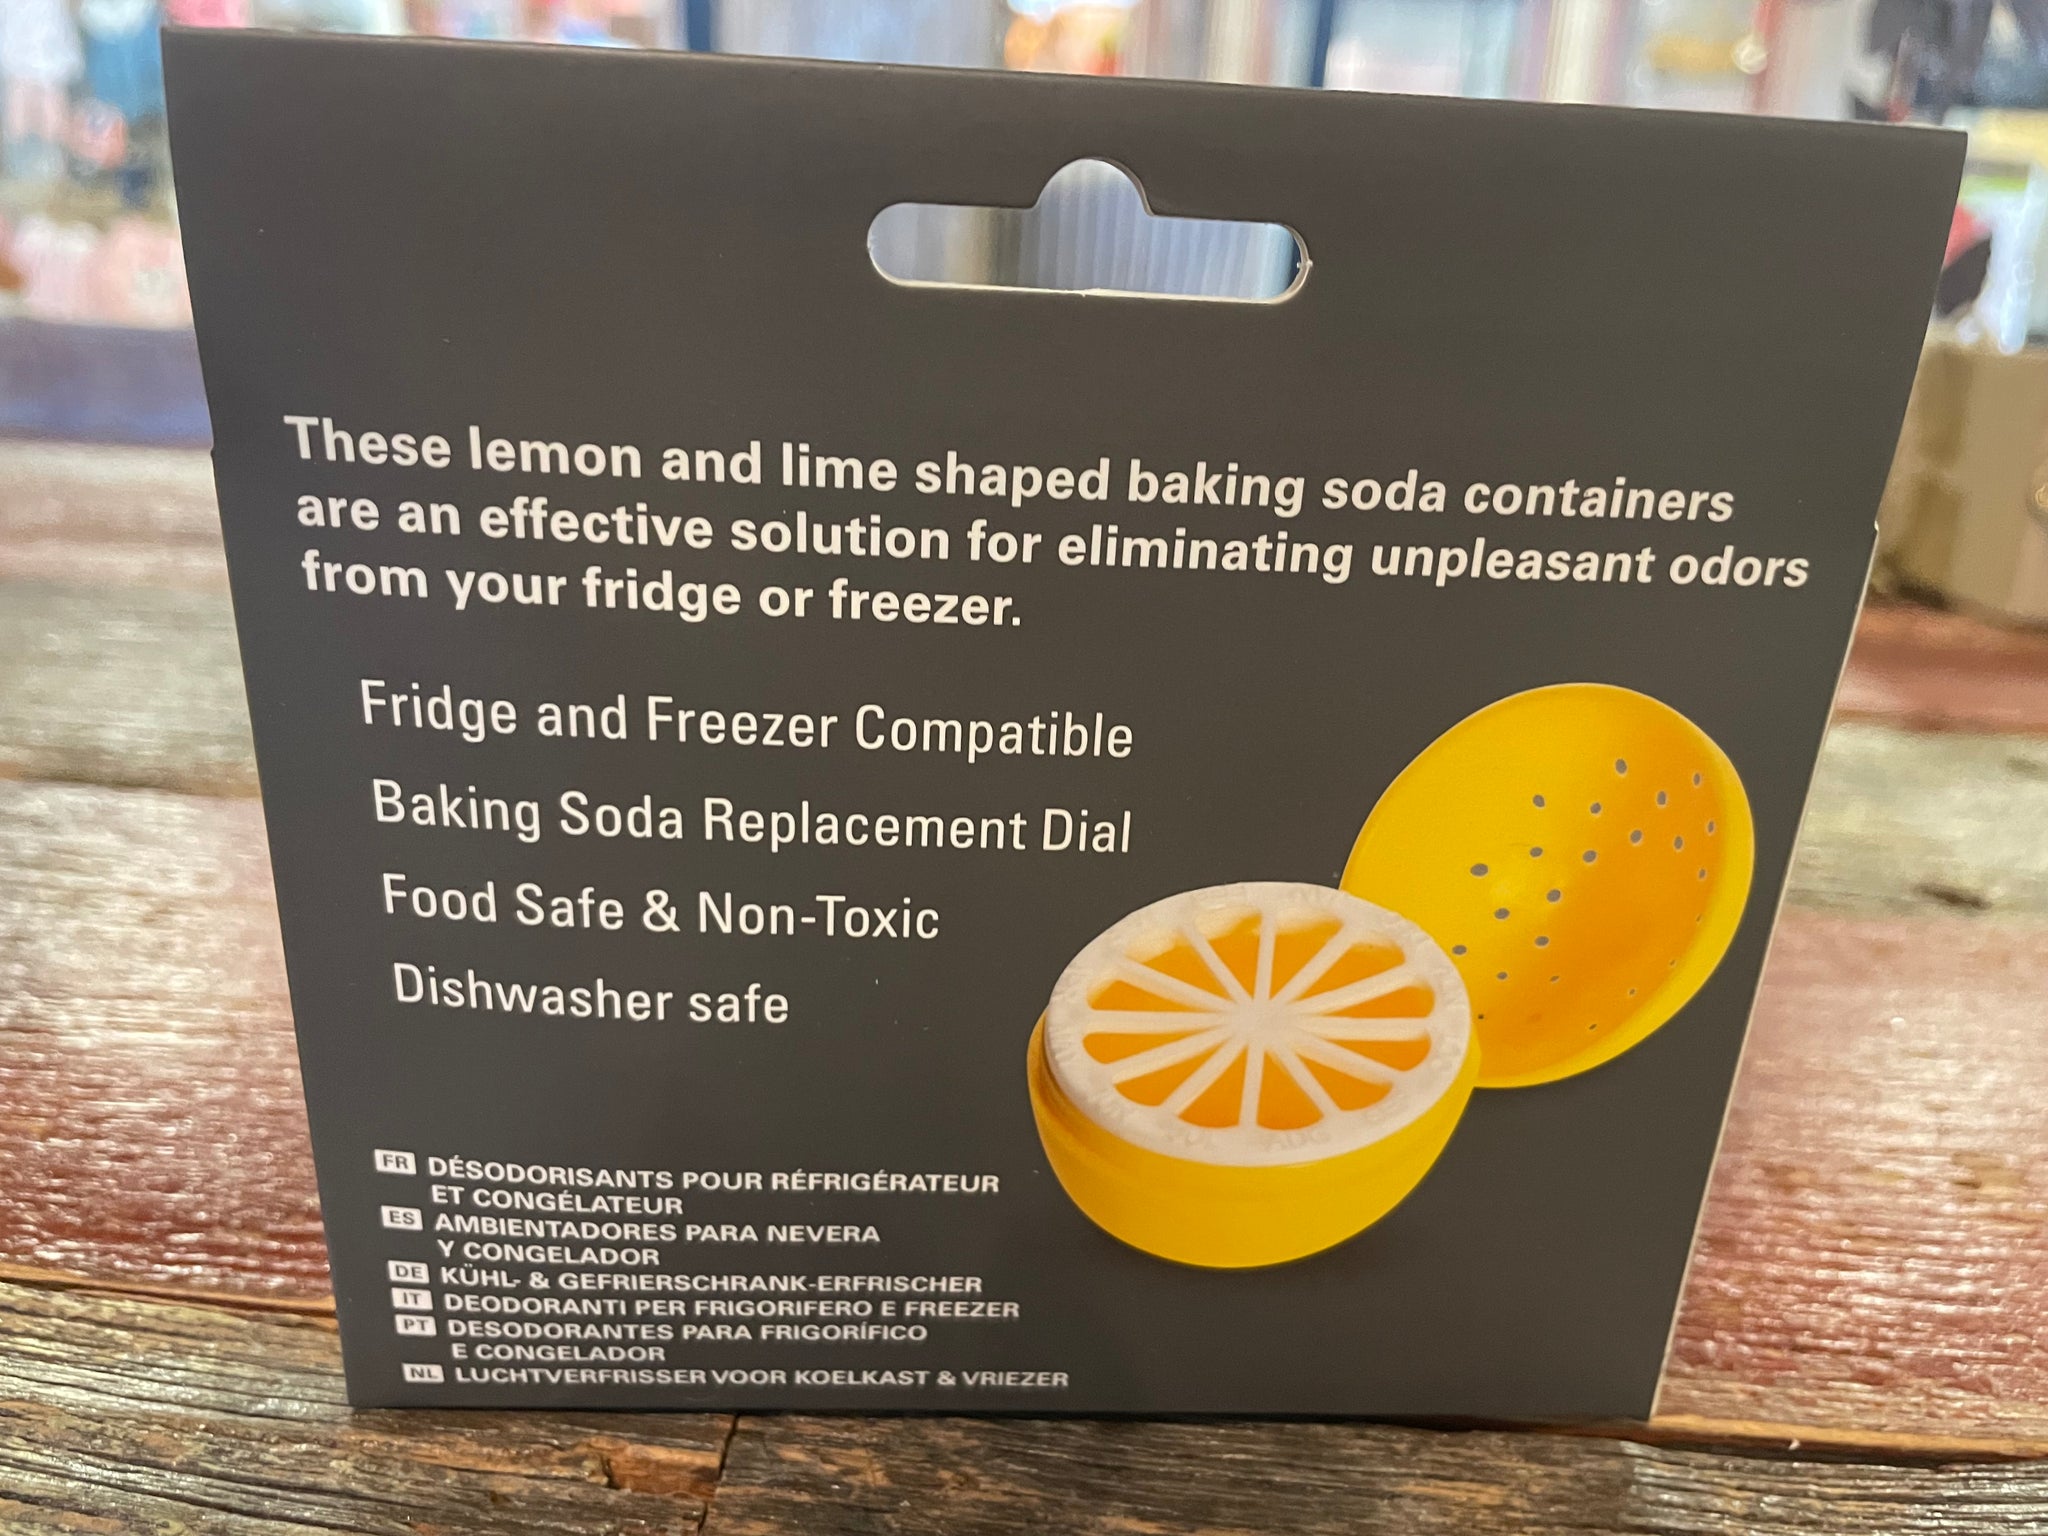 These lemon and lime shaped baking soda containers
are an effective solution for eliminating unpleasant odors
from your fridge or freezer.
Fridge and Freezer Compatible
Baking Soda Replacement Dial
Food Safe & Non-Toxic
Dishwasher safe
FR DÉSODORISANTS POUR RÉFRIGÉRATEUR
ET CONGÉLATEUR
ES AMBIENTADORES PARA NEVERA
Y CONGELADOR
DE KÜHL- & GEFRIERSCHRANK-ERFRISCHER
IT DEODORANTI PER FRIGORIFERO E FREEZER
PT DESODORANTES PARA FRIGORÍFICO
E CONGELADOR
NL LUCHTVERFRISSER VOOR KOELKAST & VRIEZER